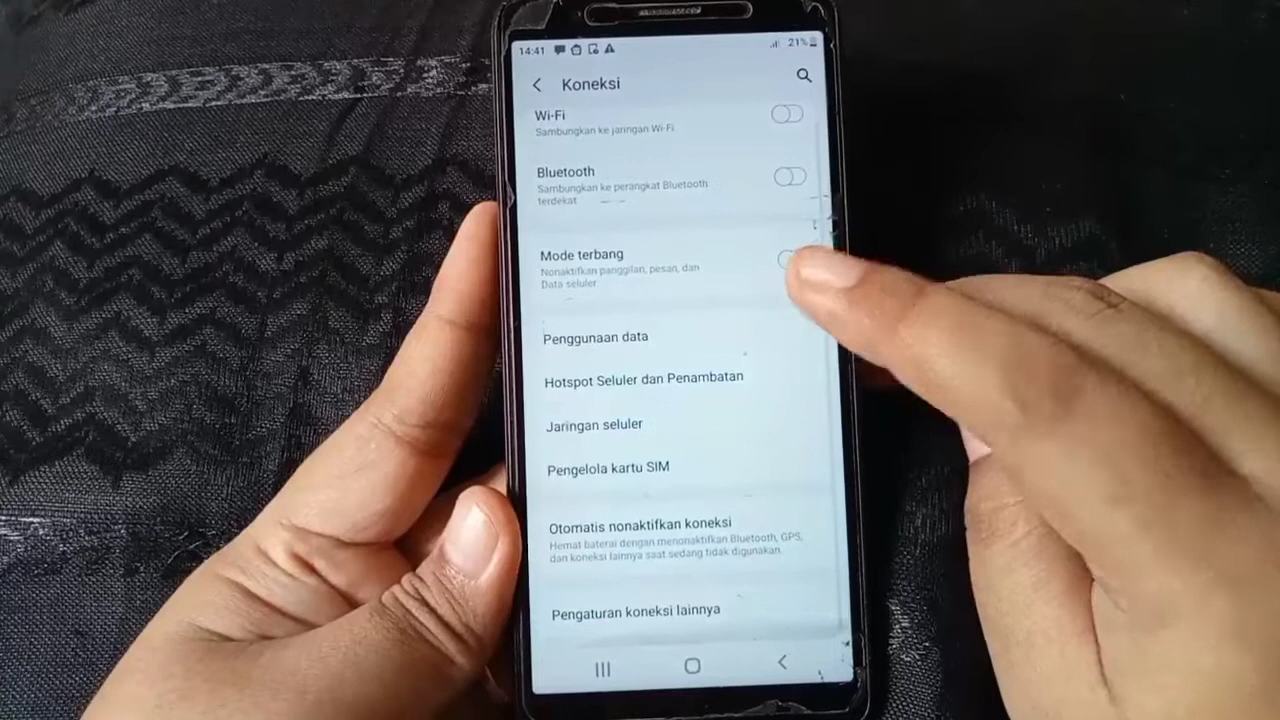 14:41
21%
Koneksi
Wi-Fi
Sambungkan ke jaringan Wi-Fi
Bluetooth
Sambungkan ke perangkat Bluetooth
terdekat
Mode terbang
Nonaktifkan panggilan, pesan, dan
Data seluler
Penggunaan data
Hotspot Seluler dan Penambatan
Jaringan seluler
Pengelola kartu SIM
Otomatis nonaktifkan koneksi
Hemat baterai dengan menonaktifkan Bluetooth, GPS,
dan koneksi lainnya saat sedang tidak digunakan.
Pengaturan koneksi lainnya